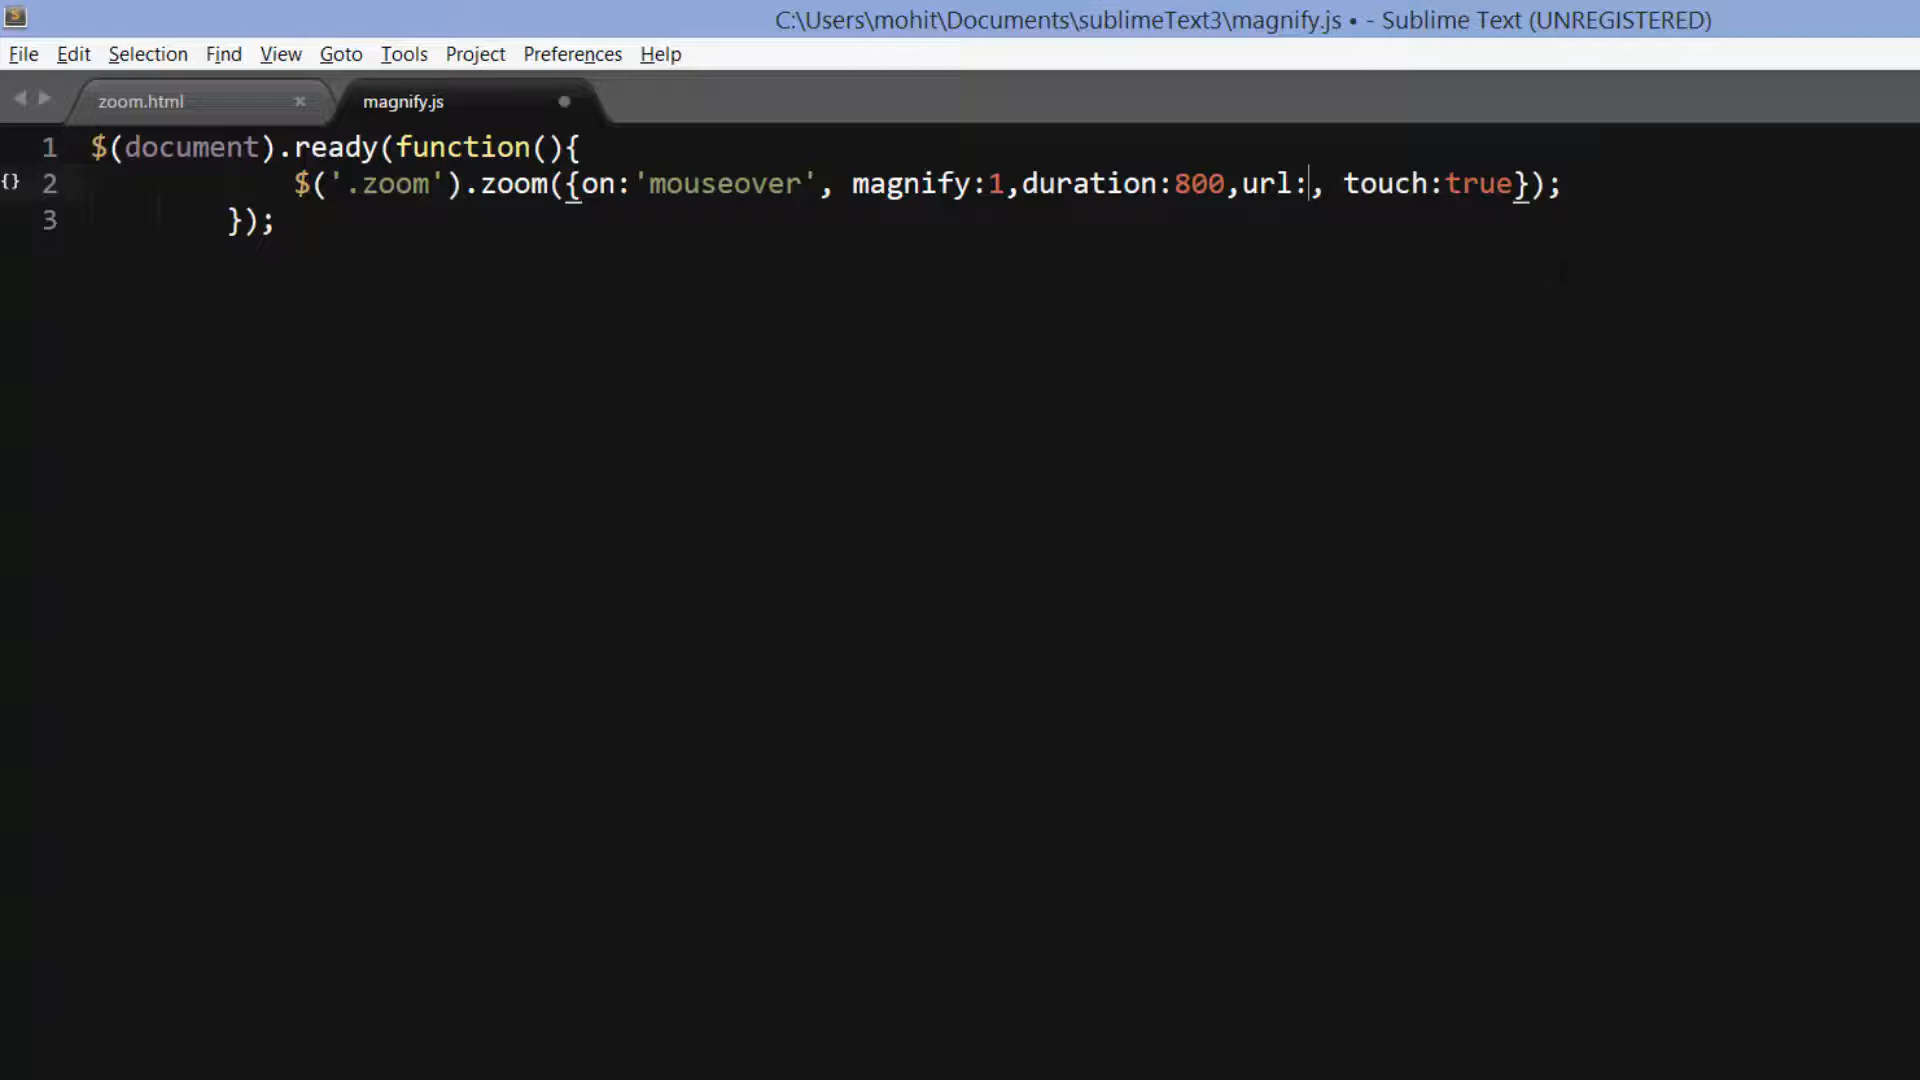 C:\Users\mohit\Documents\sublimeText3\magnify.js • - Sublime Text (UNREGISTERED)
File Edit Selection Find View Goto Tools Project Preferences Help
zoom.html magnify.js
1 $(document).ready(function(){
{} 2 $('.zoom').zoom({on:'mouseover', magnify:1,duration:800,url:, touch:true});
3 });